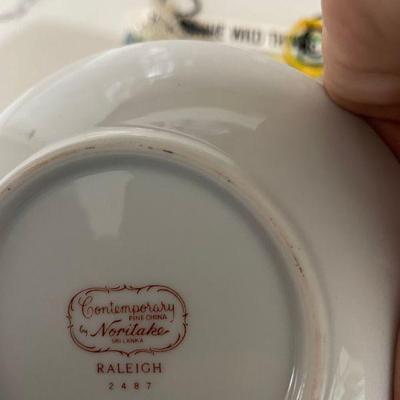 Contemporary
FINE CHINA
by Noritake
SRI LANKA
RALEIGH
2487